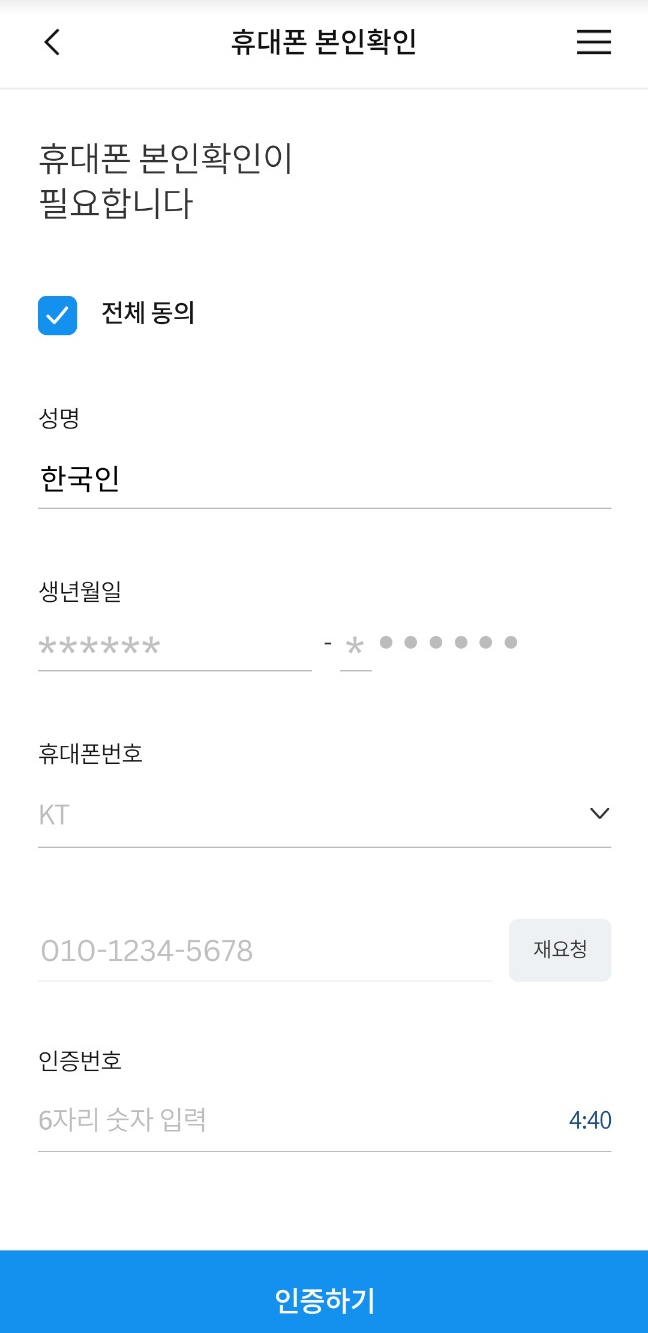 휴대폰 본인확인
휴대폰 본인확인이
필요합니다
전체 동의
성명
한국인
생년월일
****** - *●●●●●●
휴대폰번호
KT
010-1234-5678
재요청
인증번호
6자리 숫자 입력 4:40
인증하기